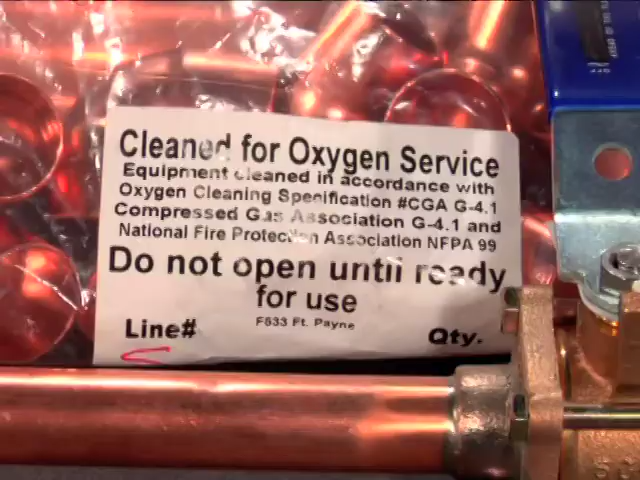 Cleaned for Oxygen Service
Equipment cleaned in accordance with
Oxygen Cleaning Specification #CGA G-4.1
Compressed Gas Association G-4.1 and
National Fire Protection Association NFPA 99
Do not open until ready
for use
F533 Ft. Payne
Line# Qty.